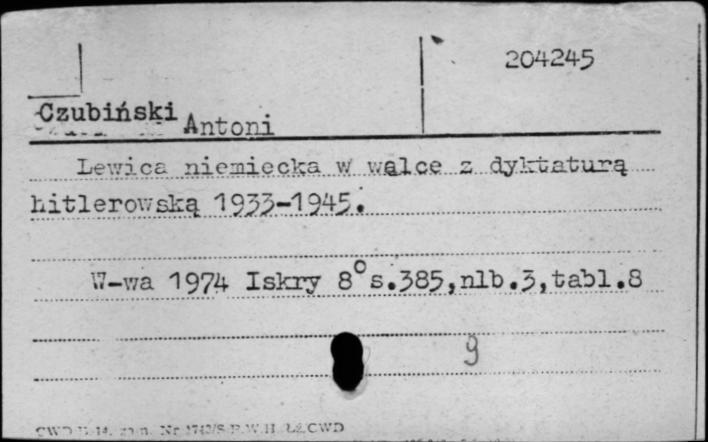 204245
Czubiński Antoni
Lewica niemiecka w walce z dyktaturą
hitlerowską 1933-1945.
W-wa 1974 Iskry 8° s.385,nlb.3,tabl.8
9